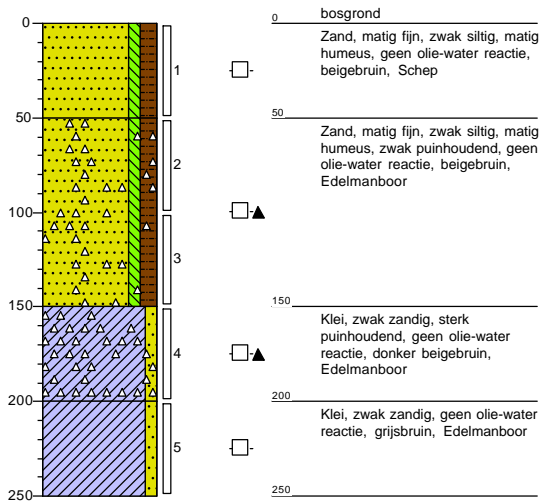 0
50
100
150
200
250
1
2
3
4
5
0
bosgrond
Zand, matig fijn, zwak siltig, matig
humeus, geen olie-water reactie,
beigebruin, Schep
50
Zand, matig fijn, zwak siltig, matig
humeus, zwak puinhoudend, geen
olie-water reactie, beigebruin,
Edelmanboor
150
Klei, zwak zandig, sterk
puinhoudend, geen olie-water
reactie, donker beigebruin,
Edelmanboor
200
Klei, zwak zandig, geen olie-water
reactie, grijsbruin, Edelmanboor
250